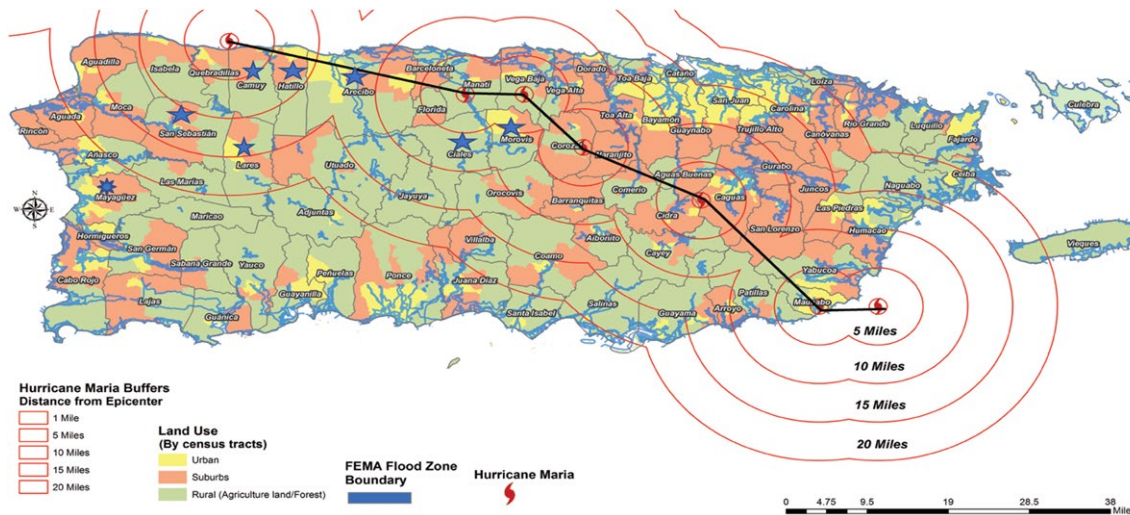 Aguadilla
Isabela
Quebradillas
Camuy
Hatillo
Arecibo
Barceloneta
Manatí
Vega Baja
Vega Alta
Dorado
Toa Baja
Cataño
San Juan
Loiza
Carolina
Culebra
Moca
Aguada
Rincón
San Sebastián
Florida
Toa Alta
Bayamón
Guaynabo
Trujillo Alto
Canóvanas
Río Grande
Luquillo
Fajardo
Añasco
Lares
Utuado
Ciales
Morovis
Coroza
Naranjito
Aguas Buenas
Gurabo
Ceiba
Las Marías
Mayagüez
Maricao
Adjuntas
Jayuya
Orocovis
Barranquitas
Comerio
Cidra
Caguas
Juncos
Las Piedras
Naguabo
N
W
E
S
Hormigueros
San Germán
Sabana Grande
Yauco
Peñuelas
Ponce
Villalba
Coamo
Aibonito
Cayey
San Lorenzo
Humacao
Vieques
Cabo Rojo
Lajas
Guánica
Guayanilla
Juana Díaz
Santa Isabel
Salinas
Guayama
Arroyo
Patillas
Maunabo
Yabucoa
5 Miles
10 Miles
15 Miles
20 Miles
Hurricane Maria Buffers
Distance from Epicenter
1 Mile
5 Miles
10 Miles
15 Miles
20 Miles
Land Use
(By census tracts)
Urban
Suburbs
Rural (Agriculture land/Forest)
FEMA Flood Zone
Boundary
Hurricane Maria
0 4.75 9.5 19 28.5 38
Mile